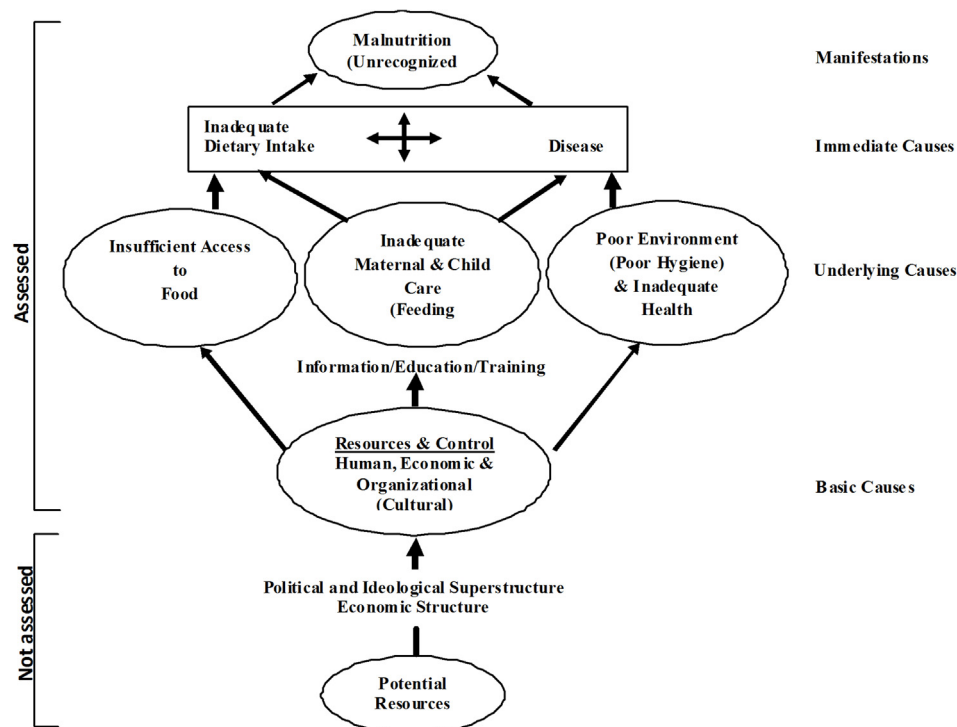 Malnutrition
(Unrecognized
Manifestations
Inadequate
Dietary Intake
Disease
Immediate Causes
Insufficient Access
to
Food
Inadequate
Maternal & Child
Care
(Feeding
Poor Environment
(Poor Hygiene)
& Inadequate
Health
Underlying Causes
Assessed
Information/Education/Training
Resources & Control
Human, Economic &
Organizational
(Cultural)
Basic Causes
Not assessed
Political and Ideological Superstructure
Economic Structure
Potential
Resources